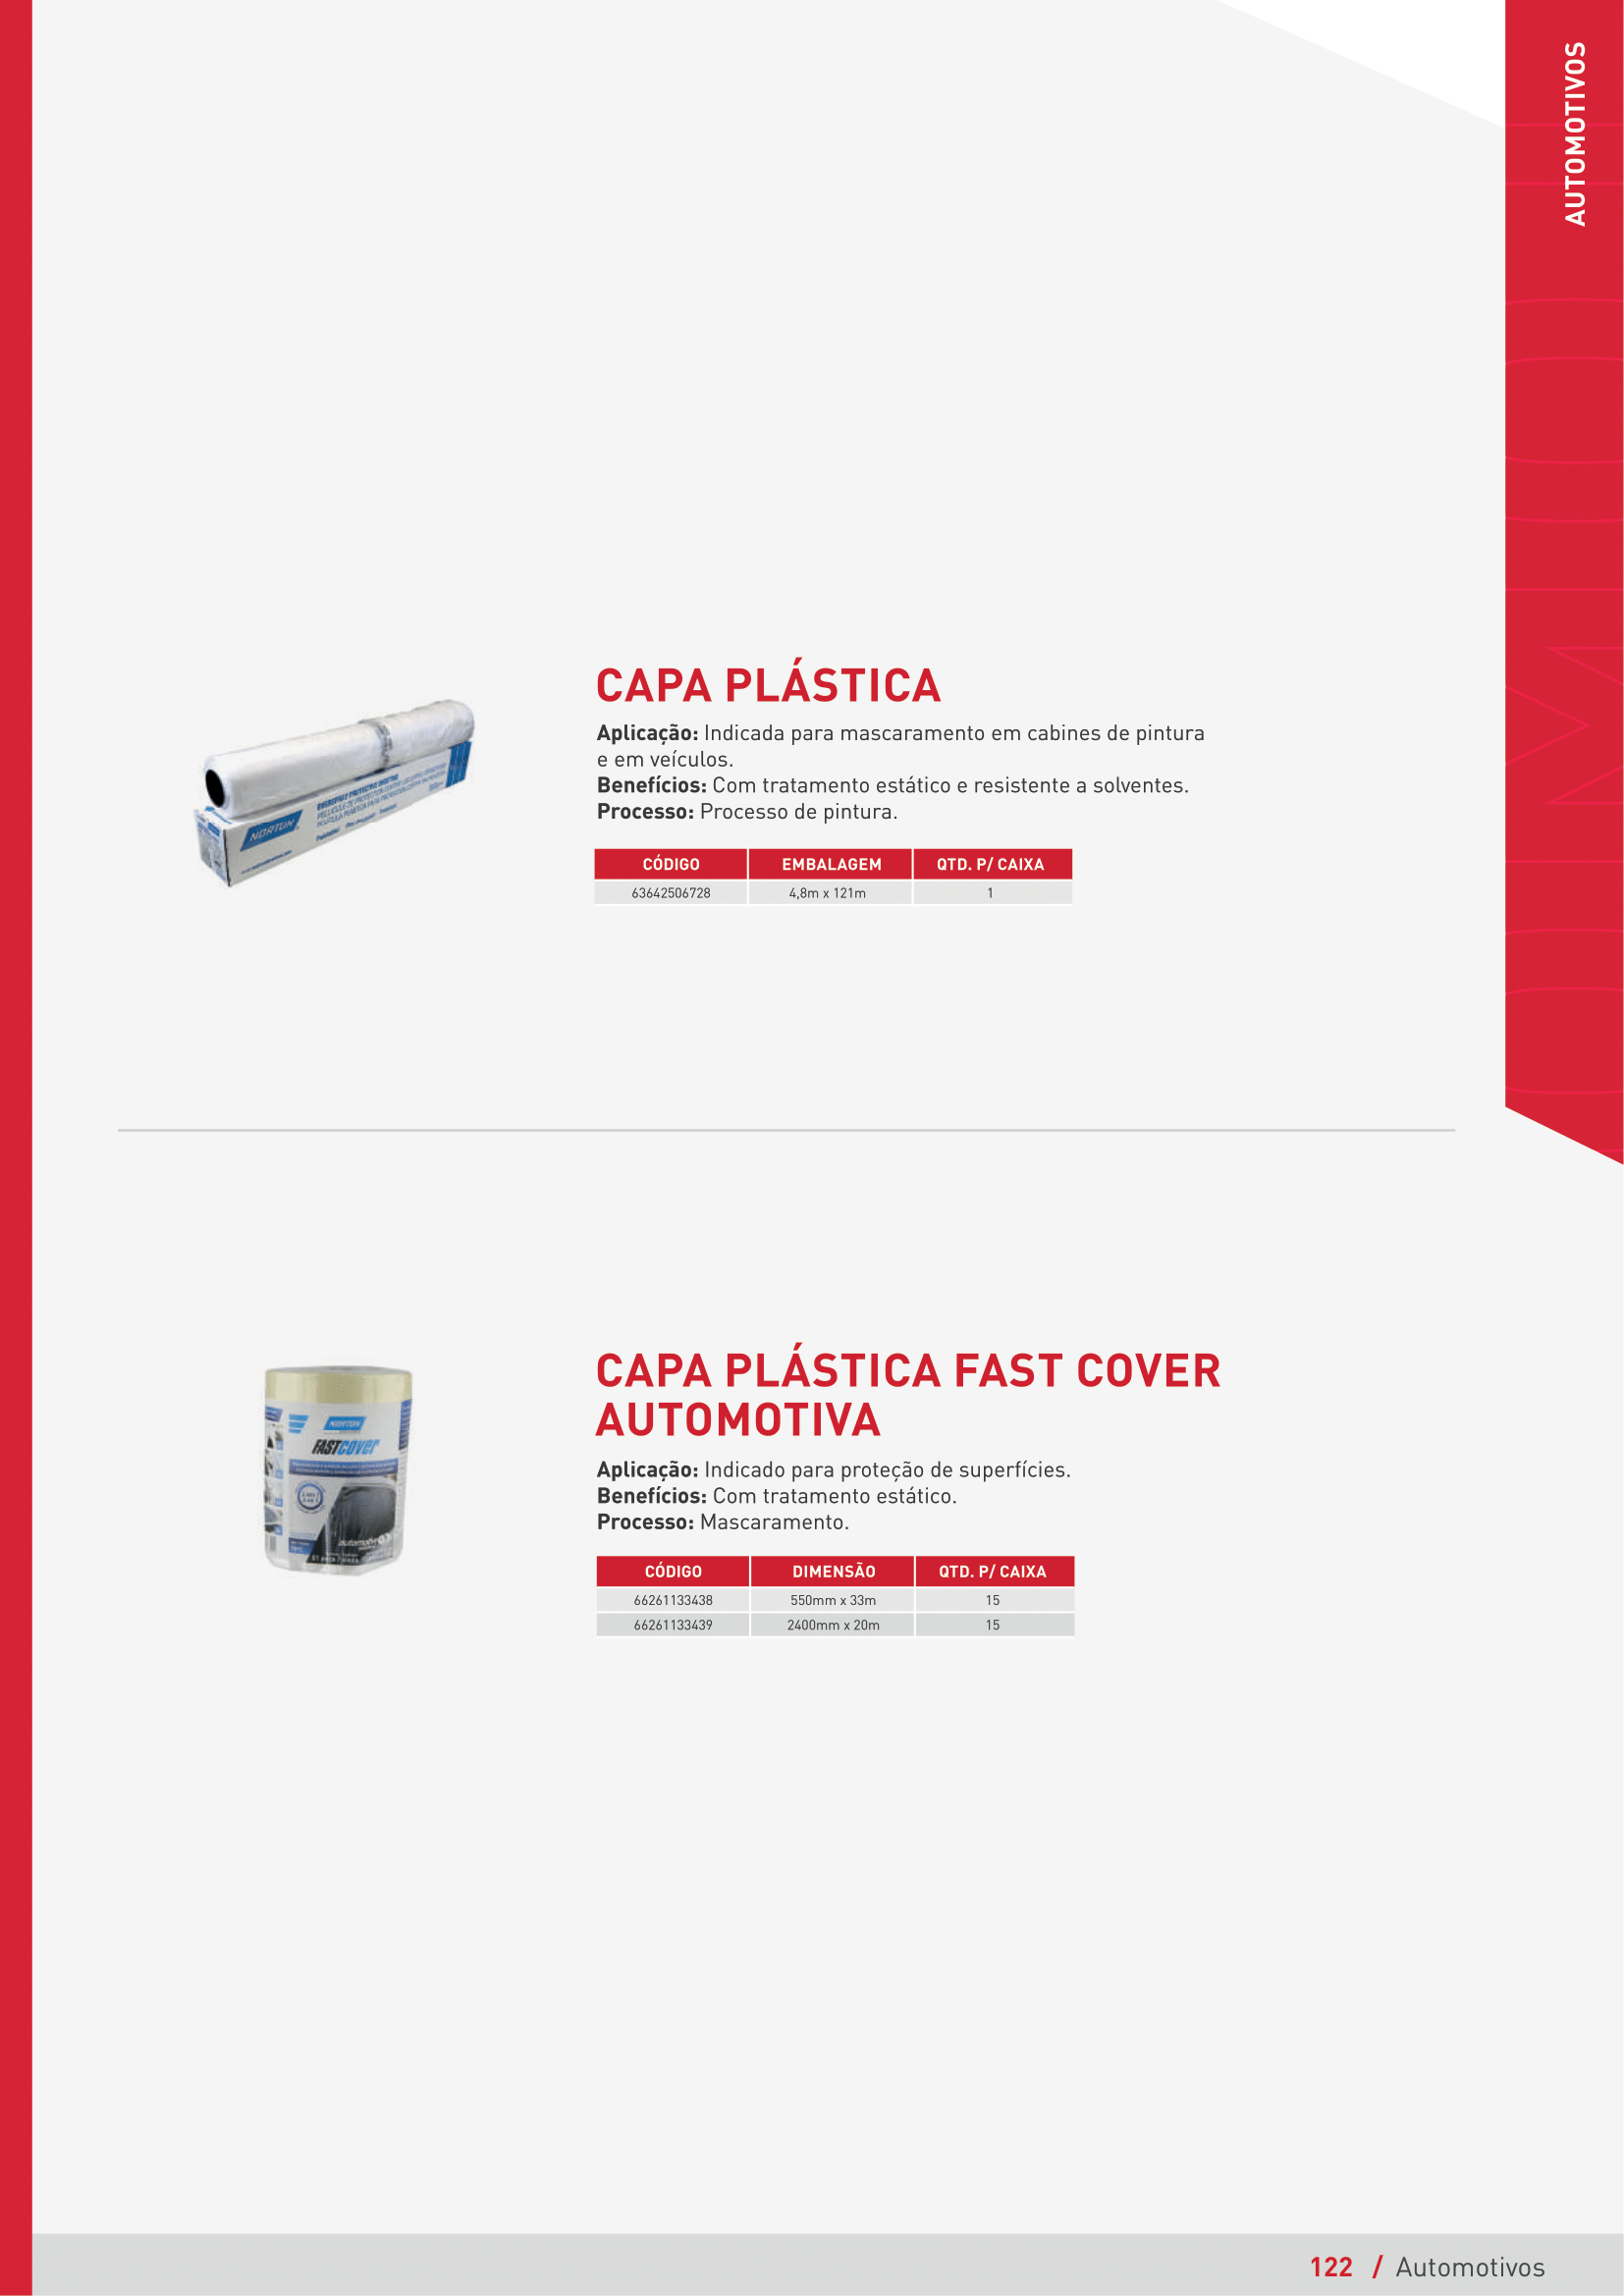 AUTOMOTIVOS
CAPA PLÁSTICA
Aplicação: Indicada para mascaramento em cabines de pintura
e em veículos.
Benefícios: Com tratamento estático e resistente a solventes.
Processo: Processo de pintura.
CÓDIGO EMBALAGEM QTD. P/ CAIXA
63642506728 4,8m x 121m 1
NORTON
CAPA PLÁSTICA FAST COVER
AUTOMOTIVA
Aplicação: Indicado para proteção de superfícies.
Benefícios: Com tratamento estático.
Processo: Mascaramento.
CÓDIGO DIMENSÃO QTD. P/ CAIXA
66261133438 550mm x 33m 15
66261133439 2400mm x 20m 15
NORTON
FASTCOVER
122 / Automotivos